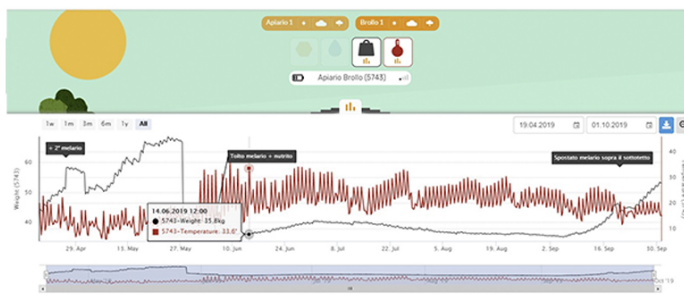 Apiario 1
Brollo 1
Apiario Brollo (5743)
1w 1m 3m 6m 1y All
19.04.2019
01.10.2019
+ 2° melario
Tolto melario + nutrito
Spostato melario sopra il sottotetto
Weight (5743)
60
50
40
40
30
20
10
14.06.2019 12:00
5743-Weight: 35.8kg
5743-Temperature: 33.6°
29. Apr
13. May
27. May
10. Jun
24. Jun
8. Jul
22. Jul
5. Aug
19. Aug
2. Sep
16. Sep
30. Sep